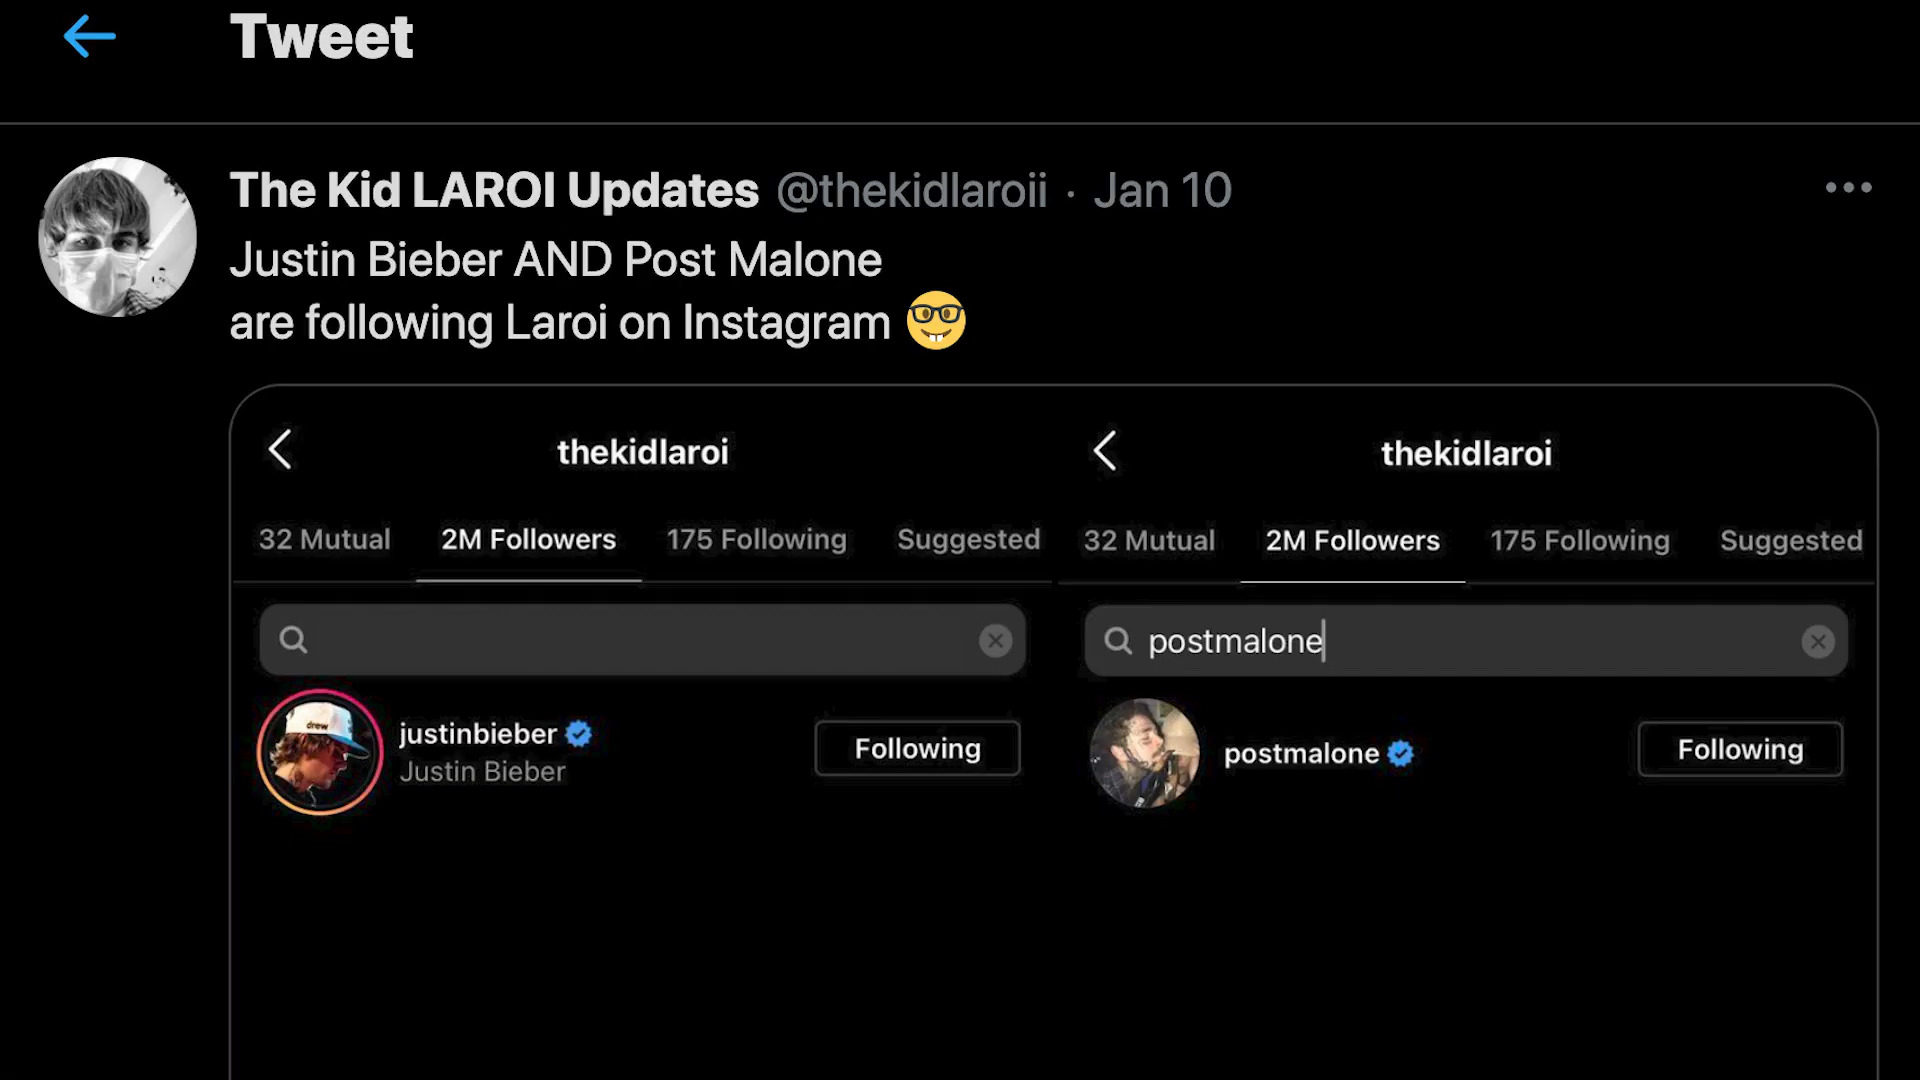 Tweet
The Kid LAROI Updates @thekidlaroii · Jan 10
Justin Bieber AND Post Malone
are following Laroi on Instagram 🤓
thekidlaroi
32 Mutual 2M Followers 175 Following Suggested
drew
justinbieber
Justin Bieber
Following
thekidlaroi
32 Mutual 2M Followers 175 Following Suggested
postmalone
postmalone
Following